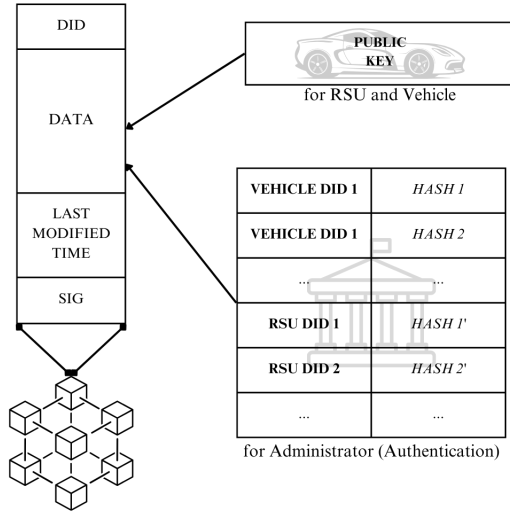 DID
DATA
LAST
MODIFIED
TIME
SIG
PUBLIC
KEY
for RSU and Vehicle
VEHICLE DID 1 HASH 1
VEHICLE DID 1 HASH 2
... ...
RSU DID 1 HASH 1'
RSU DID 2 HASH 2'
... ...
for Administrator (Authentication)